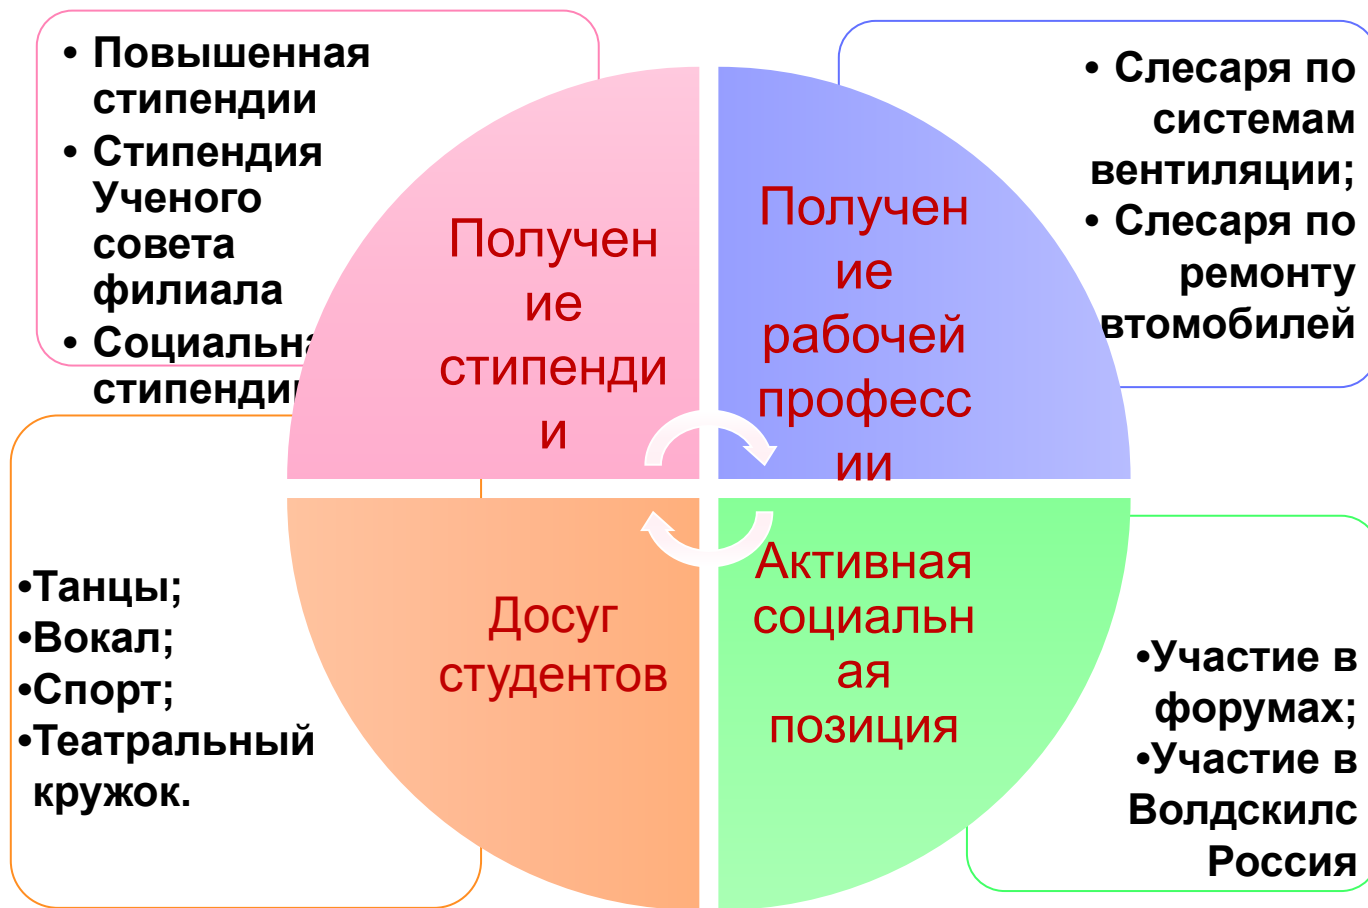 • Повышенная
стипендии
• Стипендия
Ученого
совета
филиала
• Социальна
стипендии
Получен
ие
стипенди
и
• Слесаря по
системам
вентиляции;
• Слесаря по
ремонту
втомобилей
Получен
ие
рабочей
професс
ии
•Танцы;
•Вокал;
•Спорт;
•Театральный
кружок.
Досуг
студентов
Активная
социальн
ая
позиция
•Участие в
форумах;
•Участие в
Волдскилс
Россия